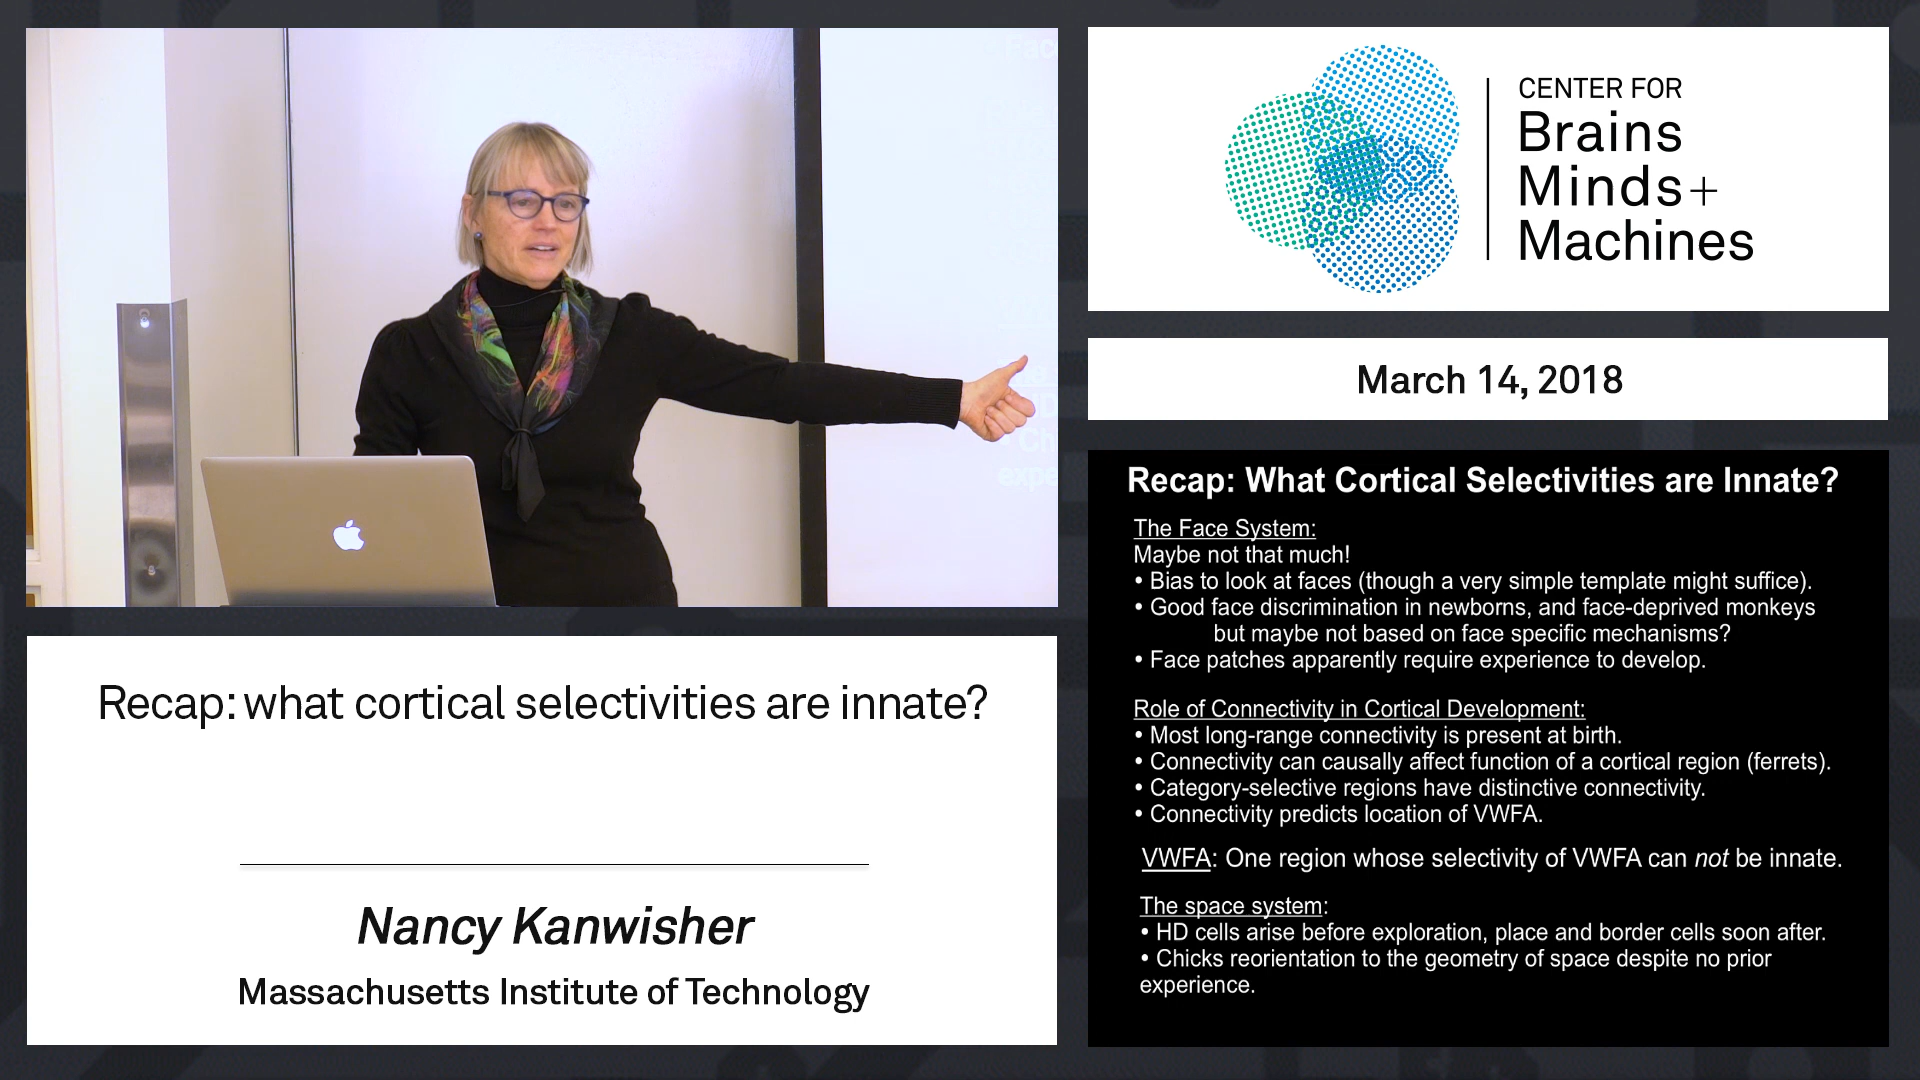 CENTER FOR
Brains
Minds+
Machines
March 14, 2018
Recap: What Cortical Selectivities are Innate?
The Face System:
Maybe not that much!
• Bias to look at faces (though a very simple template might suffice).
• Good face discrimination in newborns, and face-deprived monkeys
but maybe not based on face specific mechanisms?
• Face patches apparently require experience to develop.
Role of Connectivity in Cortical Development:
• Most long-range connectivity is present at birth.
• Connectivity can causally affect function of a cortical region (ferrets).
• Category-selective regions have distinctive connectivity.
• Connectivity predicts location of VWFA.
VWFA: One region whose selectivity of VWFA can not be innate.
The space system:
• HD cells arise before exploration, place and border cells soon after.
• Chicks reorientation to the geometry of space despite no prior
experience.
Recap: what cortical selectivities are innate?
Nancy Kanwisher
Massachusetts Institute of Technology